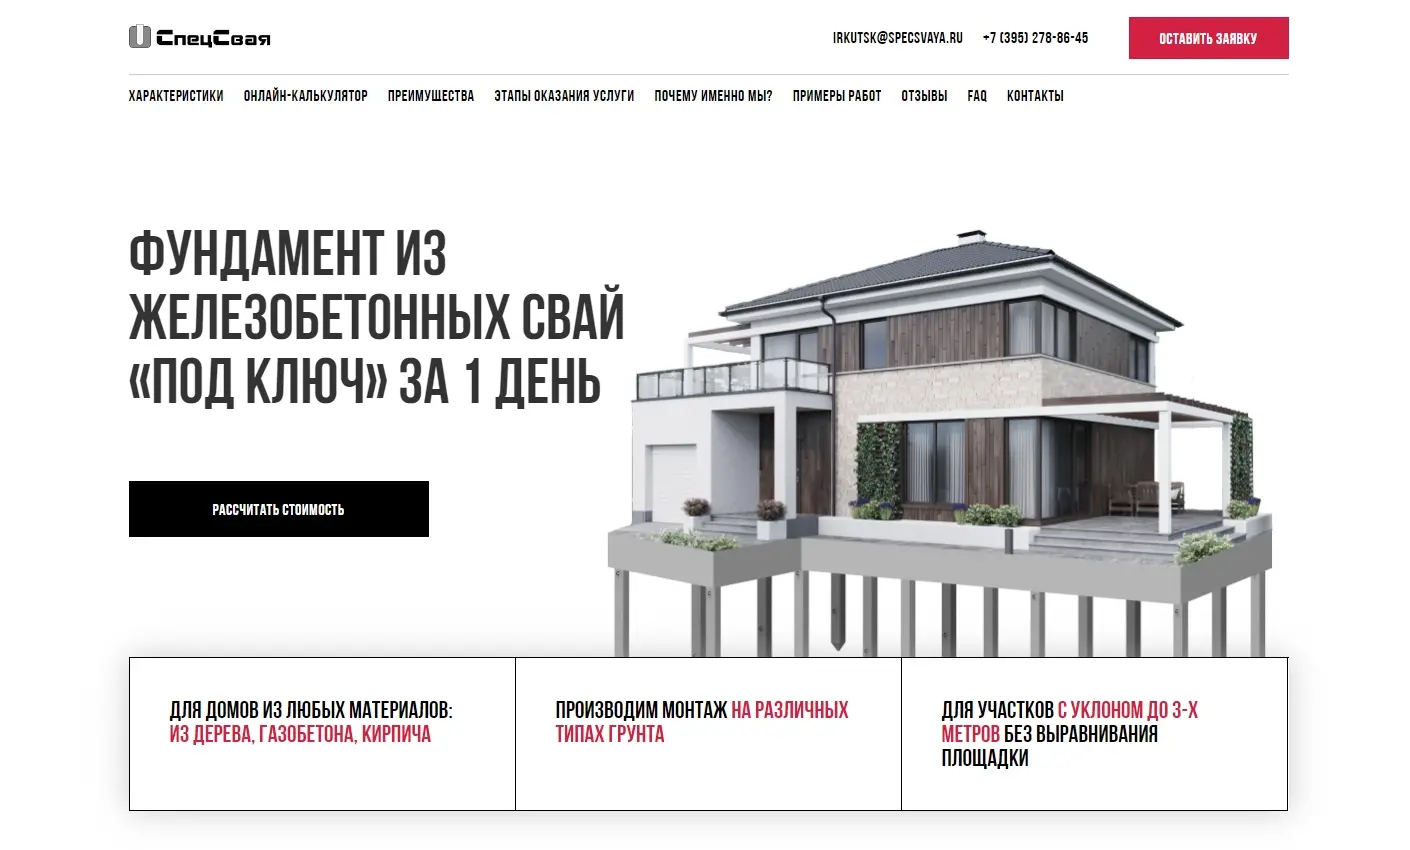 СпецСвая
IRKUTSK@SPECSVAYA.RU
+7 (395) 278-86-45
ОСТАВИТЬ ЗАЯВКУ
ХАРАКТЕРИСТИКИ ОНЛАЙН-КАЛЬКУЛЯТОР ПРЕИМУЩЕСТВА ЭТАПЫ ОКАЗАНИЯ УСЛУГИ ПОЧЕМУ ИМЕННО МЫ? ПРИМЕРЫ РАБОТ ОТЗЫВЫ FAQ КОНТАКТЫ
ФУНДАМЕНТ ИЗ
ЖЕЛЕЗОБЕТОННЫХ СВАЙ
«ПОД КЛЮЧ» ЗА 1 ДЕНЬ
РАССЧИТАТЬ СТОИМОСТЬ
ДЛЯ ДОМОВ ИЗ ЛЮБЫХ МАТЕРИАЛОВ:
ИЗ ДЕРЕВА, ГАЗОБЕТОНА, КИРПИЧА
ПРОИЗВОДИМ МОНТАЖ НА РАЗЛИЧНЫХ
ТИПАХ ГРУНТА
ДЛЯ УЧАСТКОВ С УКЛОНОМ ДО 3-Х
МЕТРОВ БЕЗ ВЫРАВНИВАНИЯ
ПЛОЩАДКИ